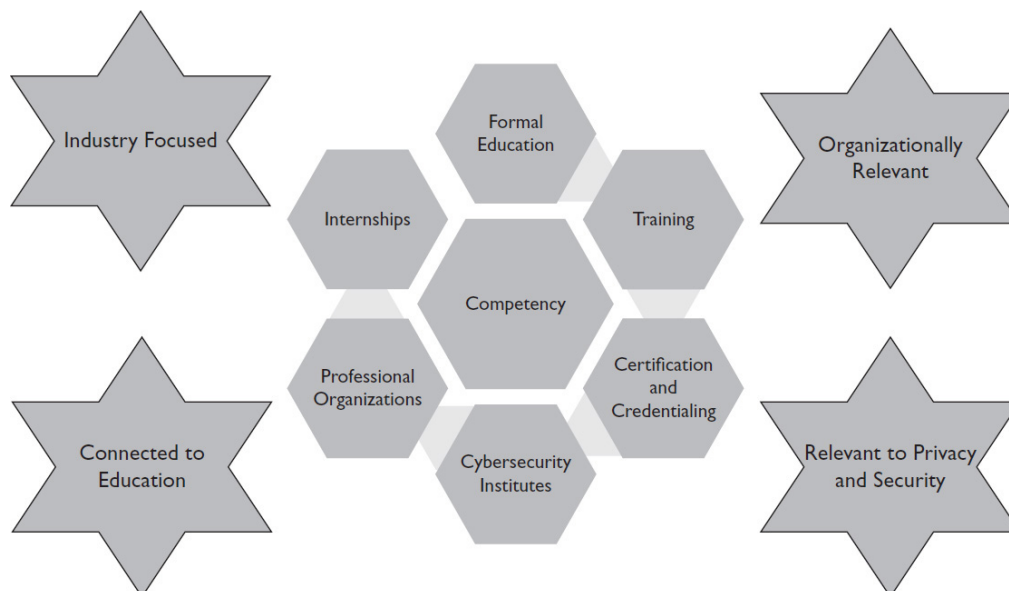 Industry Focused
Formal
Education
Organizationally
Relevant
Internships
Training
Competency
Professional
Organizations
Certification
and
Credentialing
Connected to
Education
Cybersecurity
Institutes
Relevant to Privacy
and Security